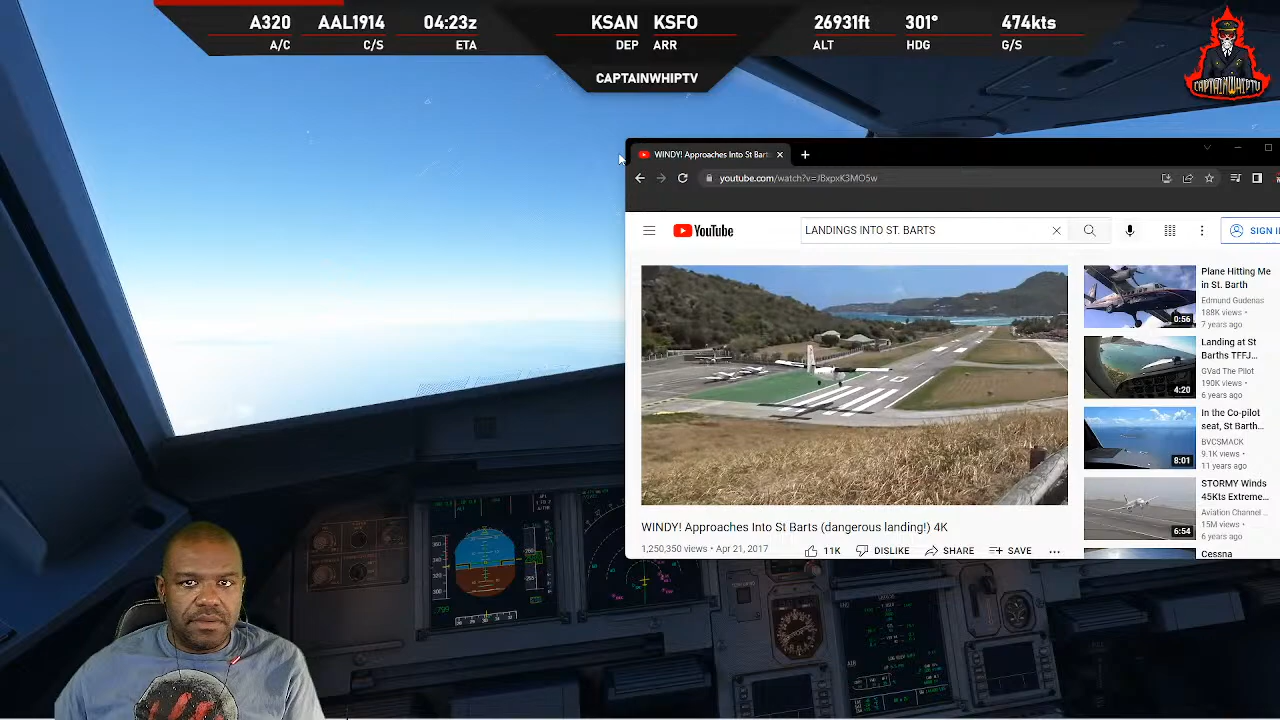 A320 AAL1914 04:23z KSAN KSFO 26931ft 301° 474kts
A/C C/S ETA DEP ARR ALT HDG G/S
CAPTAINWHIPTV
CAPTAINWHIPTV
WINDY! Approaches Into St Bart
youtube.com/watch?v=JBxpxK3MO5w
YouTube
LANDINGS INTO ST. BARTS
SIGN I
Plane Hitting Me
in St. Barth
Edmund Gudenas
188K views •
7 years ago
0:56
Landing at St
Barths TFFJ...
GVad The Pilot
190K views •
6 years ago
4:20
In the Co-pilot
seat, St Barth...
BVCSMACK
9.1K views •
11 years ago
8:01
STORMY Winds
45Kts Extreme...
Aviation Channel ...
15M views •
6 years ago
6:54
Cessna
WINDY! Approaches Into St Barts (dangerous landing!) 4K
1,250,350 views • Apr 21, 2017
11K
DISLIKE
SHARE
SAVE